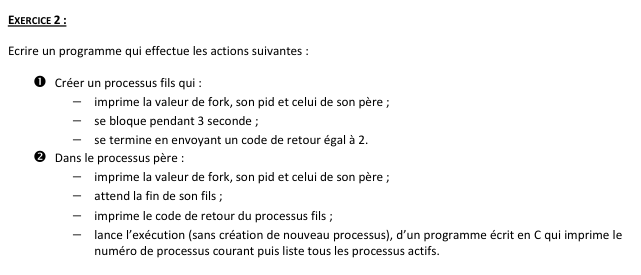 EXERCICE 2 :
Ecrire un programme qui effectue les actions suivantes :
❶ Créer un processus fils qui :
– imprime la valeur de fork, son pid et celui de son père ;
– se bloque pendant 3 seconde ;
– se termine en envoyant un code de retour égal à 2.
❷ Dans le processus père :
– imprime la valeur de fork, son pid et celui de son père ;
– attend la fin de son fils ;
– imprime le code de retour du processus fils ;
– lance l’exécution (sans création de nouveau processus), d’un programme écrit en C qui imprime le
numéro de processus courant puis liste tous les processus actifs.